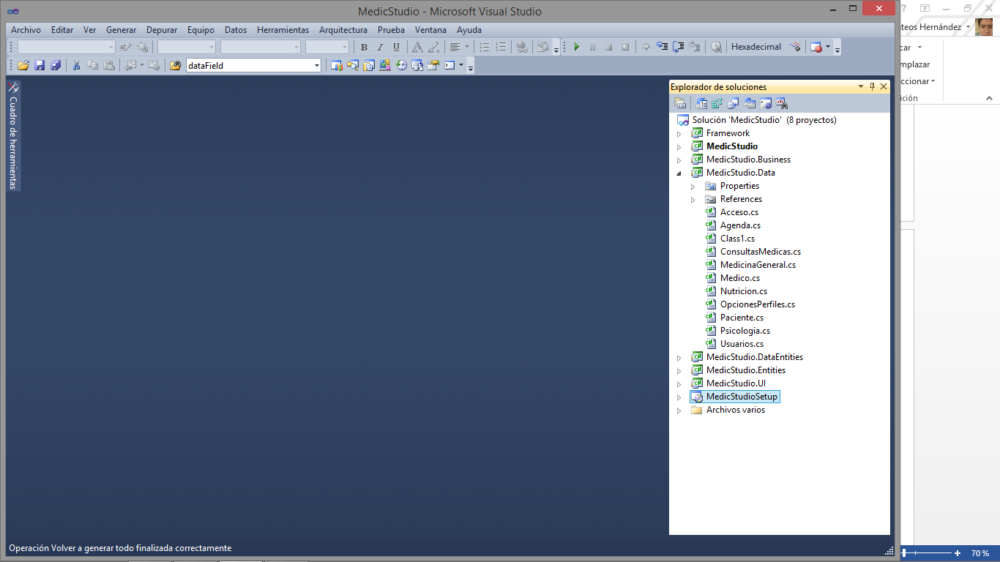 MedicStudio - Microsoft Visual Studio
Archivo Editar Ver Generar Depurar Equipo Datos Herramientas Arquitectura Prueba Ventana Ayuda
Hexadecimal
dataField
Cuadro de herramientas
Explorador de soluciones
Solución 'MedicStudio' (8 proyectos)
Framework
MedicStudio
MedicStudio.Business
MedicStudio.Data
Properties
References
Acceso.cs
Agenda.cs
Class1.cs
ConsultasMedicas.cs
MedicinaGeneral.cs
Medico.cs
Nutricion.cs
OpcionesPerfiles.cs
Paciente.cs
Psicologia.cs
Usuarios.cs
MedicStudio.DataEntities
MedicStudio.Entities
MedicStudio.UI
MedicStudioSetup
Archivos varios
Operación Volver a generar todo finalizada correctamente
teos Hernández
car
mplazar
ccionar
ición
70 %